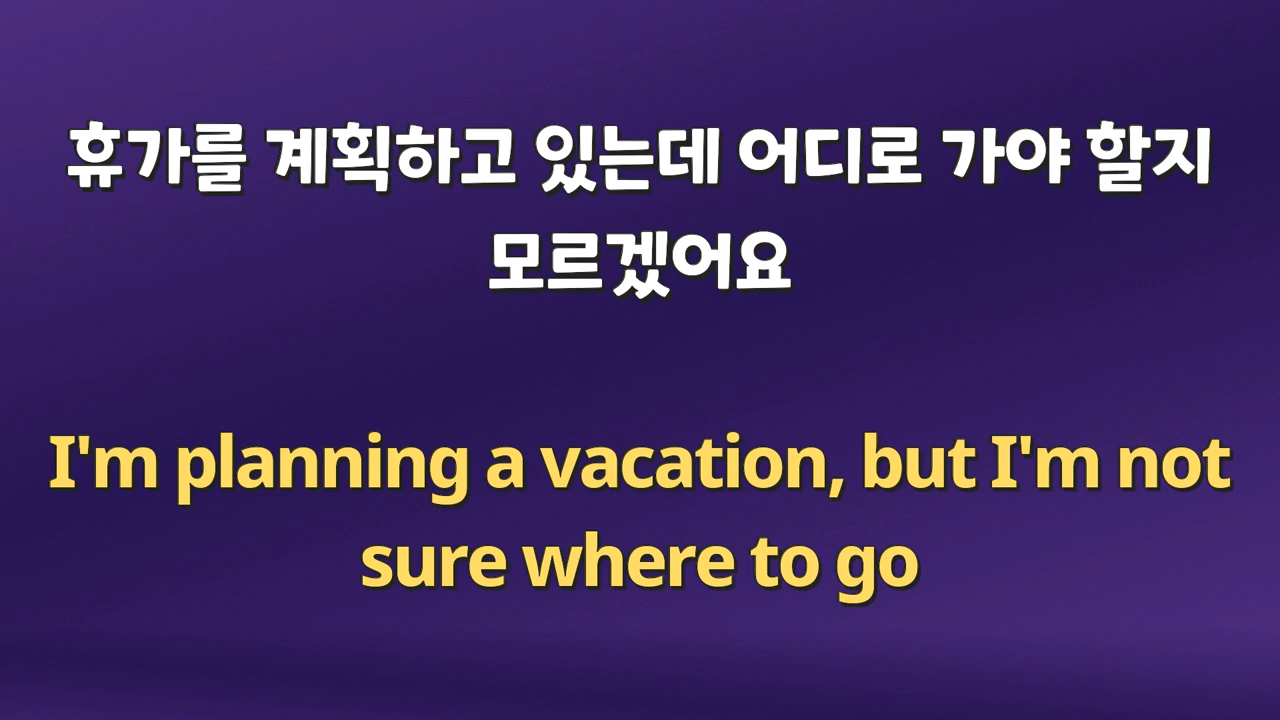 휴가를 계획하고 있는데 어디로 가야 할지
모르겠어요
I'm planning a vacation, but I'm not
sure where to go